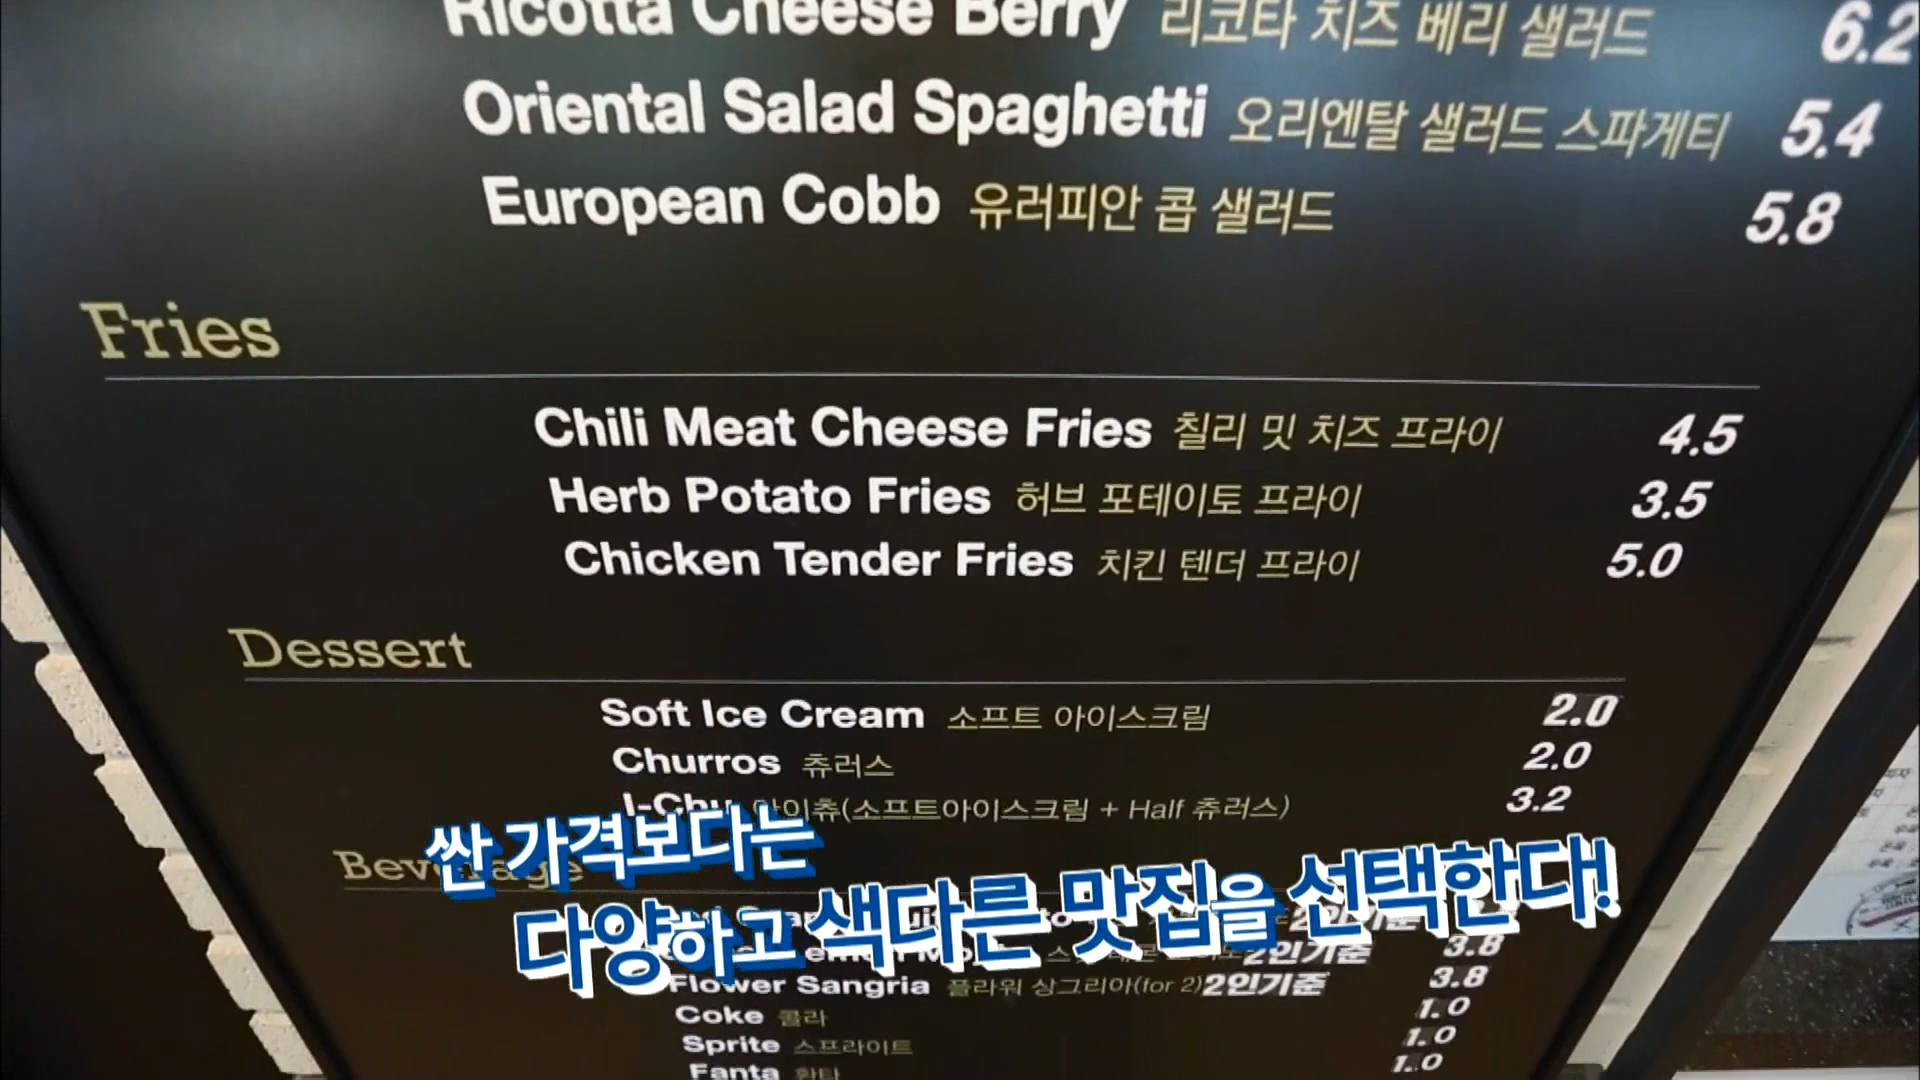 Ricotta Cheese Berry 리코타 치즈 베리 샐러드 6.2
Oriental Salad Spaghetti 오리엔탈 샐러드 스파게티 5.4
European Cobb 유러피안 콥 샐러드 5.8
Fries
Chili Meat Cheese Fries 칠리 밋 치즈 프라이 4.5
Herb Potato Fries 허브 포테이토 프라이 3.5
Chicken Tender Fries 치킨 텐더 프라이 5.0
Dessert
Soft Ice Cream 소프트 아이스크림 2.0
Churros 츄러스 2.0
I-Chu 아이츄(소프트아이스크림 + Half 츄러스) 3.2
싼 가격보다는
Beverage
다양하고 색다른 맛집을 선택한다!
2인기준 3.8
Flower Sangria 플라워 상그리아(for 2) 2인기준 3.8
Coke 콜라 1.0
Sprite 스프라이트 1.0
Fanta 환타 1.0